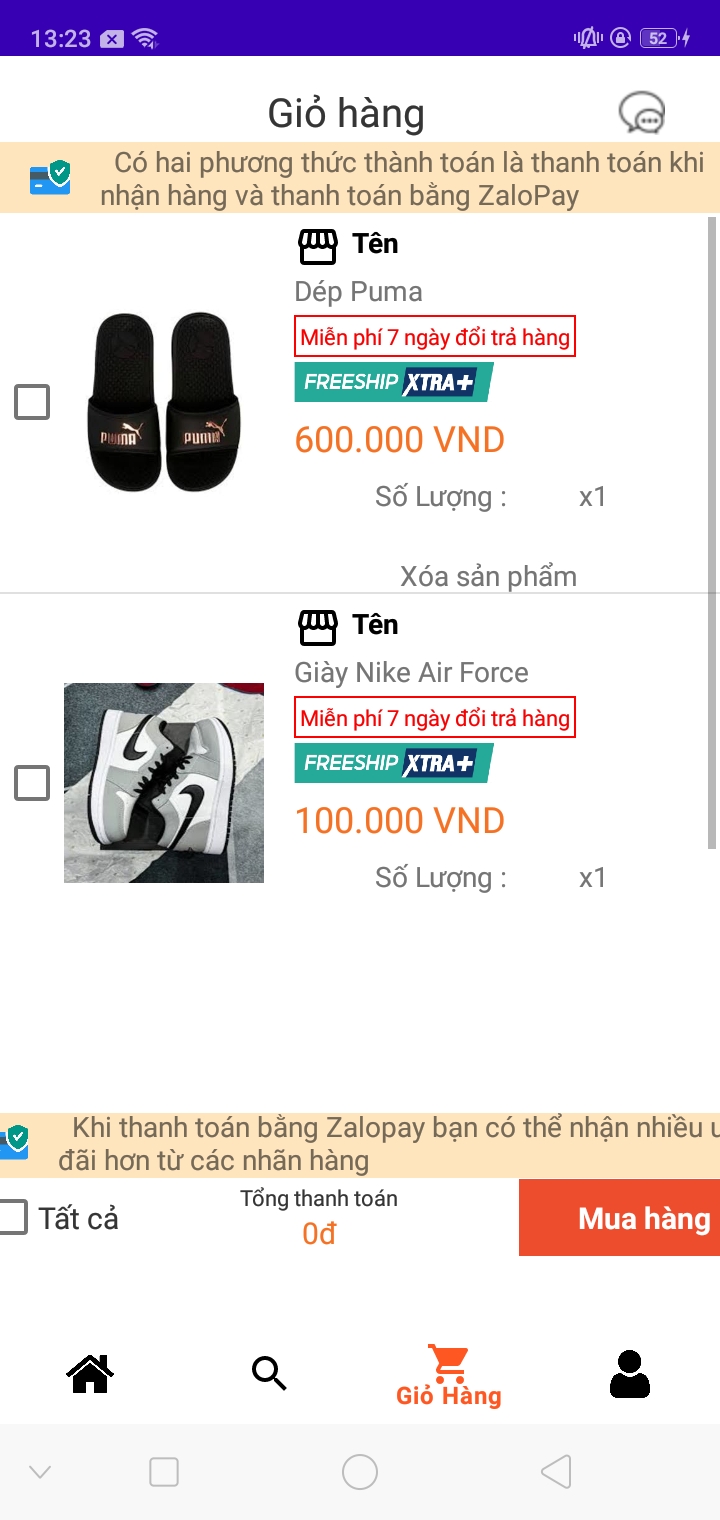 13:23
52
Giỏ hàng
Có hai phương thức thành toán là thanh toán khi
nhận hàng và thanh toán bằng ZaloPay
Tên
Dép Puma
Miễn phí 7 ngày đổi trả hàng
FREESHIP XTRA+
PUMA PUMA
600.000 VND
Số Lượng : x1
Xóa sản phẩm
Tên
Giày Nike Air Force
Miễn phí 7 ngày đổi trả hàng
FREESHIP XTRA+
100.000 VND
Số Lượng : x1
Khi thanh toán bằng Zalopay bạn có thể nhận nhiều
đãi hơn từ các nhãn hàng
Tổng thanh toán
Tất cả
0đ
Mua hàng
Giỏ Hàng